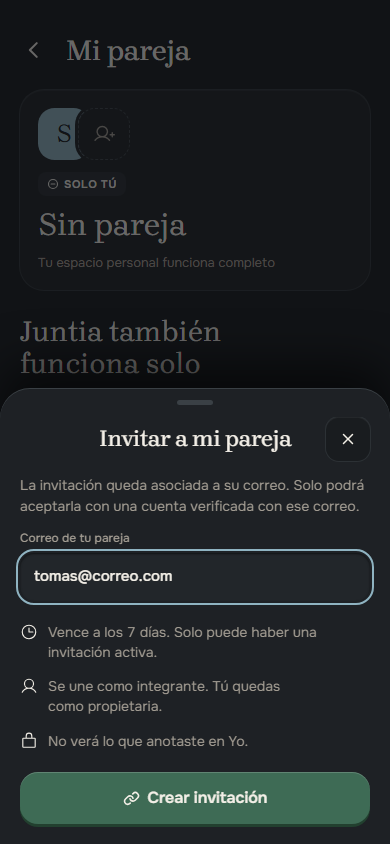 Mi pareja
S
SOLO TÚ
Sin pareja
Tu espacio personal funciona completo
Juntia también
funciona solo
Invitar a mi pareja
La invitación queda asociada a su correo. Solo podrá
aceptarla con una cuenta verificada con ese correo.
Correo de tu pareja
tomas@correo.com
Vence a los 7 días. Solo puede haber una
invitación activa.
Se une como integrante. Tú quedas
como propietaria.
No verá lo que anotaste en Yo.
Crear invitación